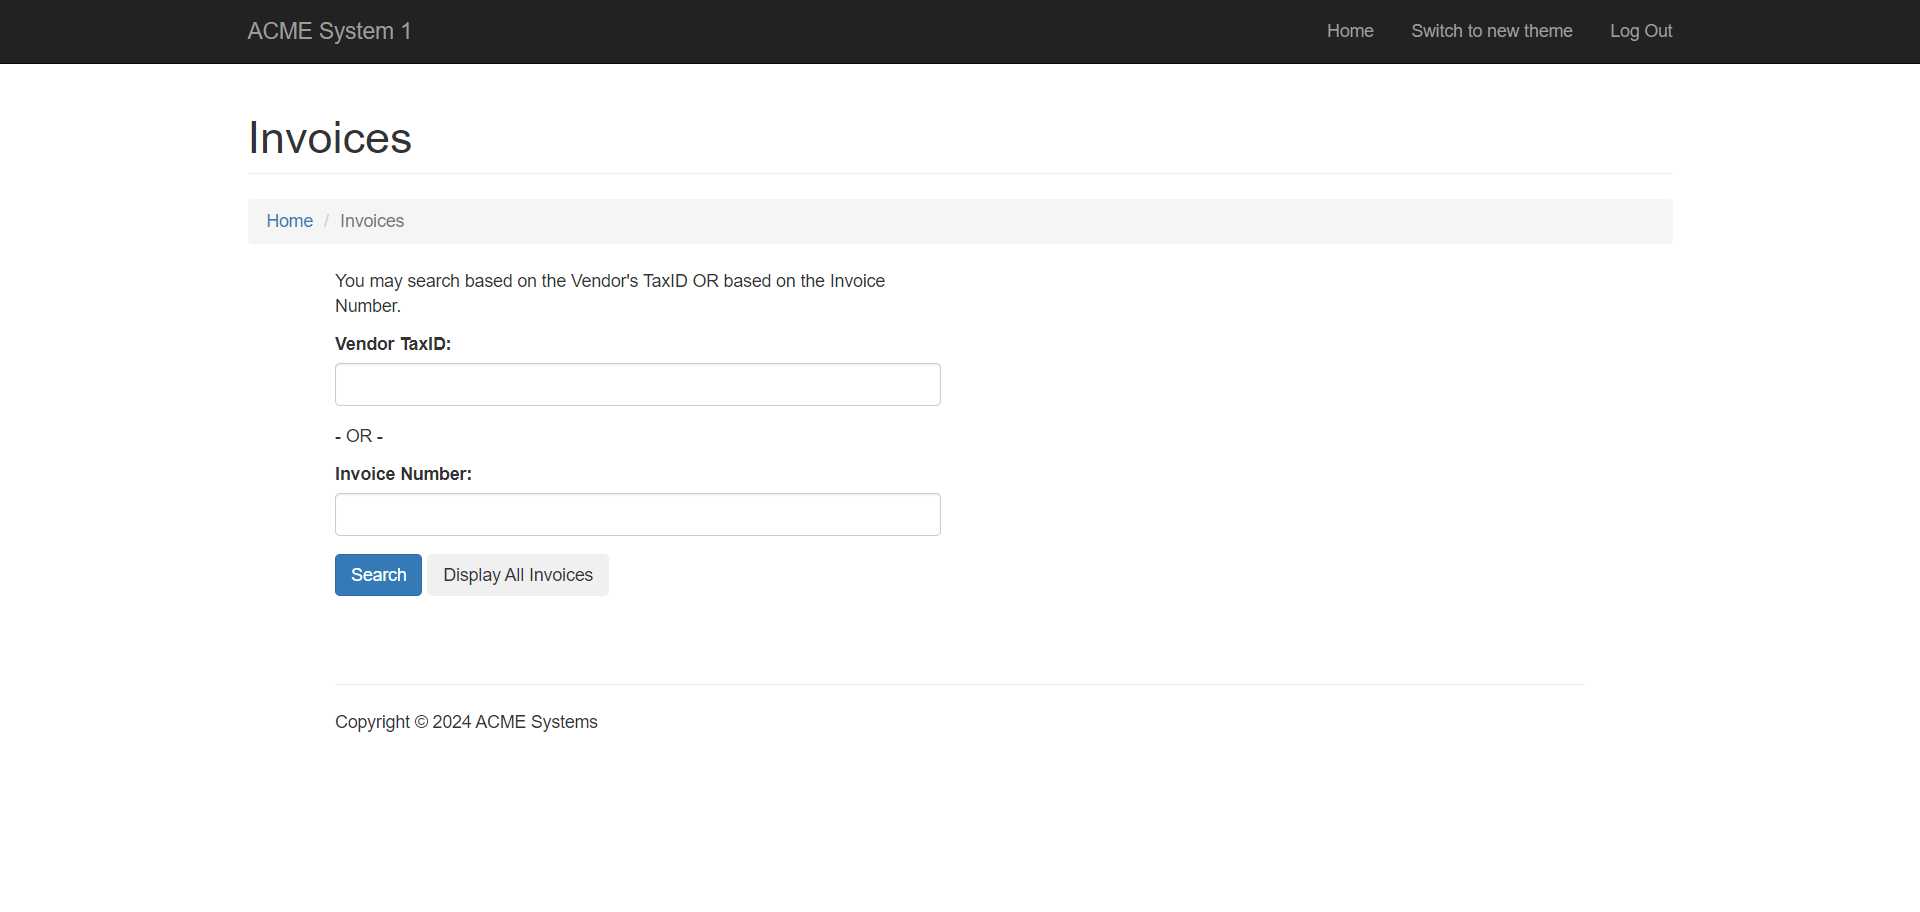 ACME System 1
Home
Switch to new theme
Log Out
Invoices
Home / Invoices
You may search based on the Vendor's TaxID OR based on the Invoice
Number.
Vendor TaxID:
- OR -
Invoice Number:
Search
Display All Invoices
Copyright © 2024 ACME Systems